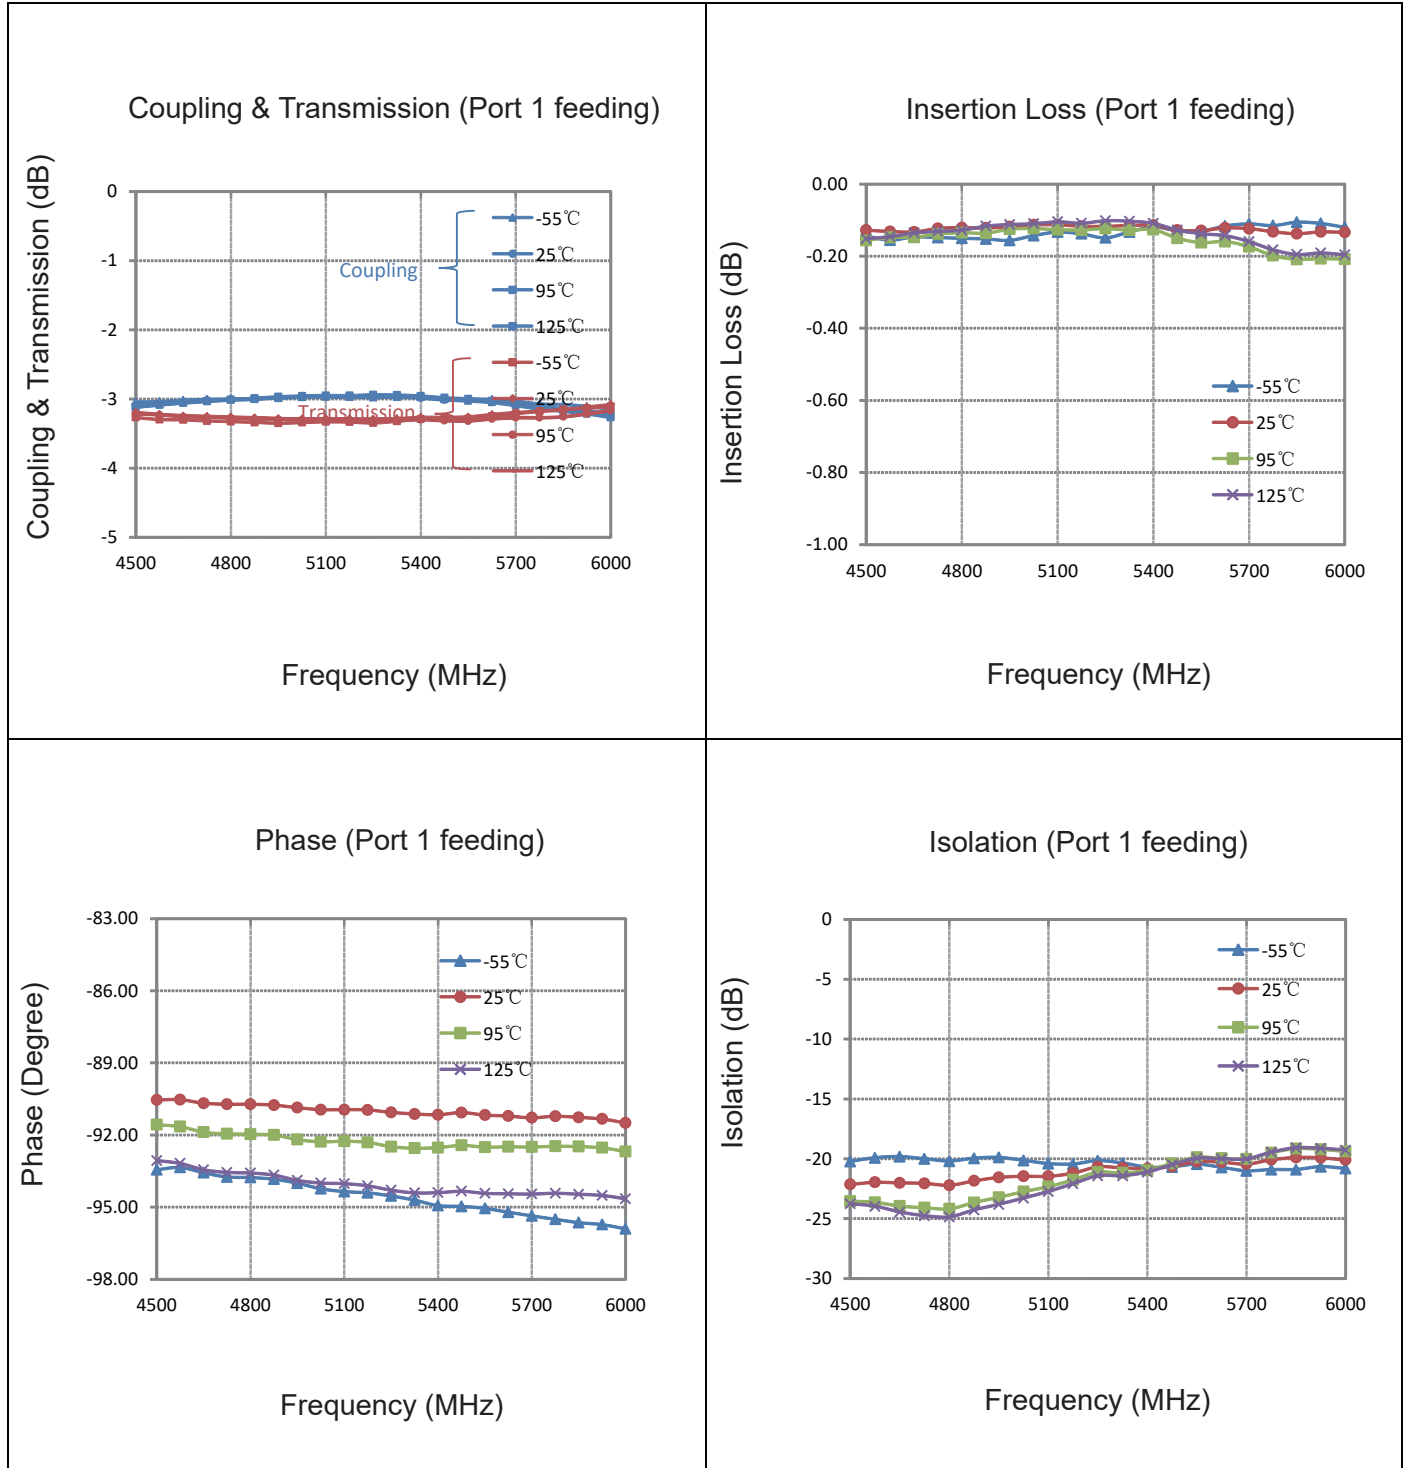 Coupling & Transmission (Port 1 feeding)
Coupling & Transmission (dB)
0
-1
-2
-3
-4
-5
4500 4800 5100 5400 5700 6000
Coupling
-55℃
25℃
95℃
125℃
Transmission
-55℃
25℃
95℃
125℃
Frequency (MHz)
Insertion Loss (Port 1 feeding)
Insertion Loss (dB)
0.00
-0.20
-0.40
-0.60
-0.80
-1.00
4500 4800 5100 5400 5700 6000
-55℃
25℃
95℃
125℃
Frequency (MHz)
Phase (Port 1 feeding)
Phase (Degree)
-83.00
-86.00
-89.00
-92.00
-95.00
-98.00
4500 4800 5100 5400 5700 6000
-55℃
25℃
95℃
125℃
Frequency (MHz)
Isolation (Port 1 feeding)
Isolation (dB)
0
-5
-10
-15
-20
-25
-30
4500 4800 5100 5400 5700 6000
-55℃
25℃
95℃
125℃
Frequency (MHz)